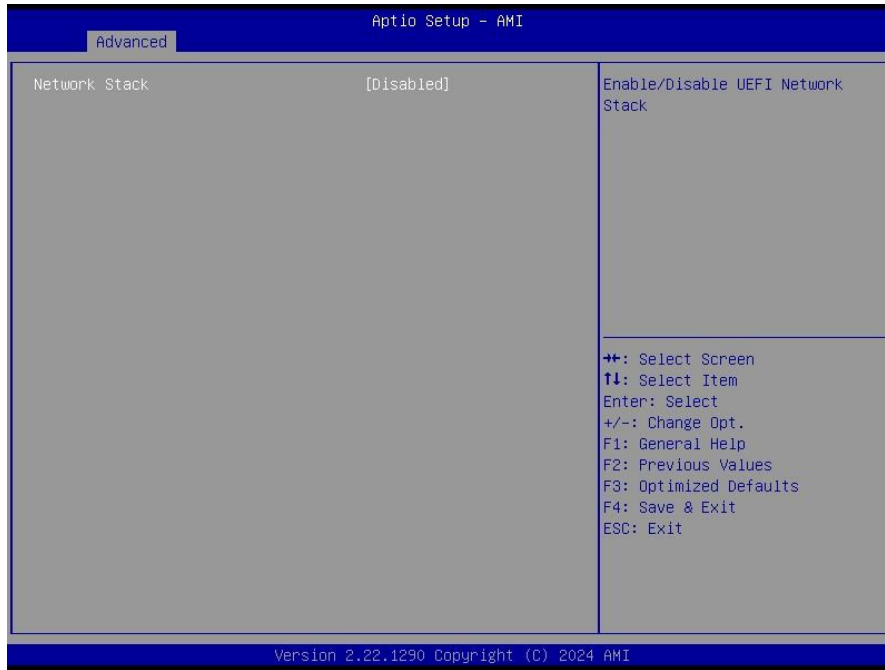 Aptio Setup - AMI
Advanced
Network Stack [Disabled]
Enable/Disable UEFI Network
Stack
→←: Select Screen
↑↓: Select Item
Enter: Select
+/-: Change Opt.
F1: General Help
F2: Previous Values
F3: Optimized Defaults
F4: Save & Exit
ESC: Exit
Version 2.22.1290 Copyright (C) 2024 AMI